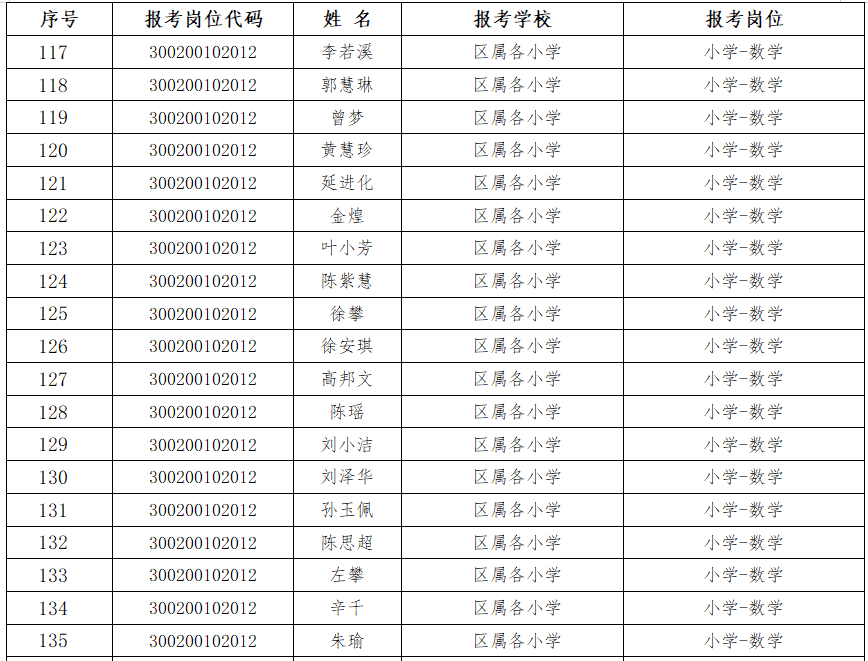 序号 报考岗位代码 姓 名 报考学校 报考岗位
117 300200102012 李若溪 区属各小学 小学-数学
118 300200102012 郭慧琳 区属各小学 小学-数学
119 300200102012 曾梦 区属各小学 小学-数学
120 300200102012 黄慧珍 区属各小学 小学-数学
121 300200102012 延进化 区属各小学 小学-数学
122 300200102012 金煌 区属各小学 小学-数学
123 300200102012 叶小芳 区属各小学 小学-数学
124 300200102012 陈紫慧 区属各小学 小学-数学
125 300200102012 徐攀 区属各小学 小学-数学
126 300200102012 徐安琪 区属各小学 小学-数学
127 300200102012 高邦文 区属各小学 小学-数学
128 300200102012 陈瑶 区属各小学 小学-数学
129 300200102012 刘小洁 区属各小学 小学-数学
130 300200102012 刘泽华 区属各小学 小学-数学
131 300200102012 孙玉佩 区属各小学 小学-数学
132 300200102012 陈思超 区属各小学 小学-数学
133 300200102012 左攀 区属各小学 小学-数学
134 300200102012 辛千 区属各小学 小学-数学
135 300200102012 朱瑜 区属各小学 小学-数学